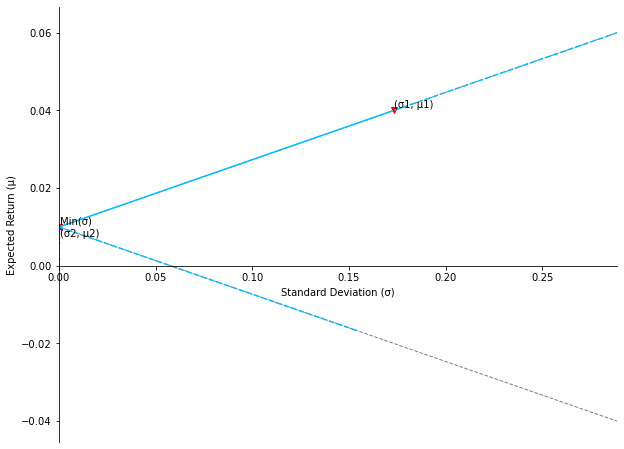 0.06
(σ1, μ1)
0.04
Expected Return (μ)
0.02
Min(σ)
(σ2, μ2)
0.00
0.00 0.05 0.10 0.15 0.20 0.25
Standard Deviation (σ)
−0.02
−0.04